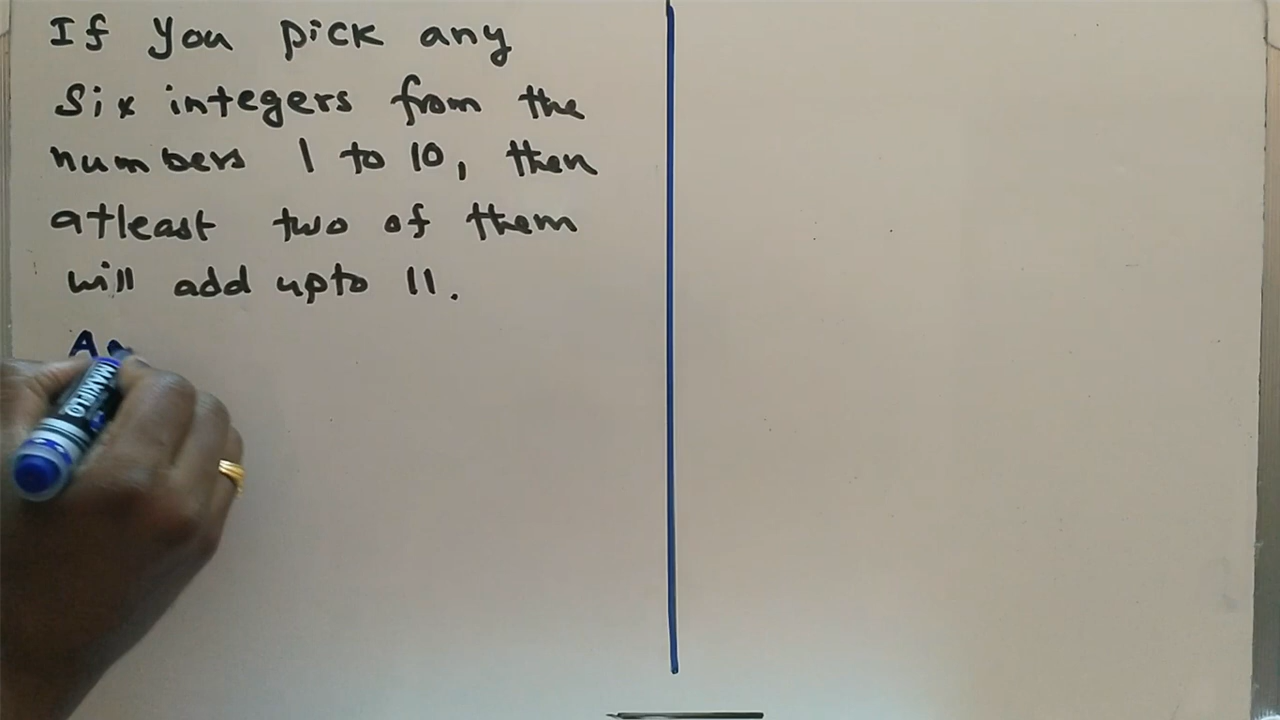 If you pick any
Six integers from the
numbers 1 to 10, then
atleast two of them
will add upto 11.
MAXIFLO